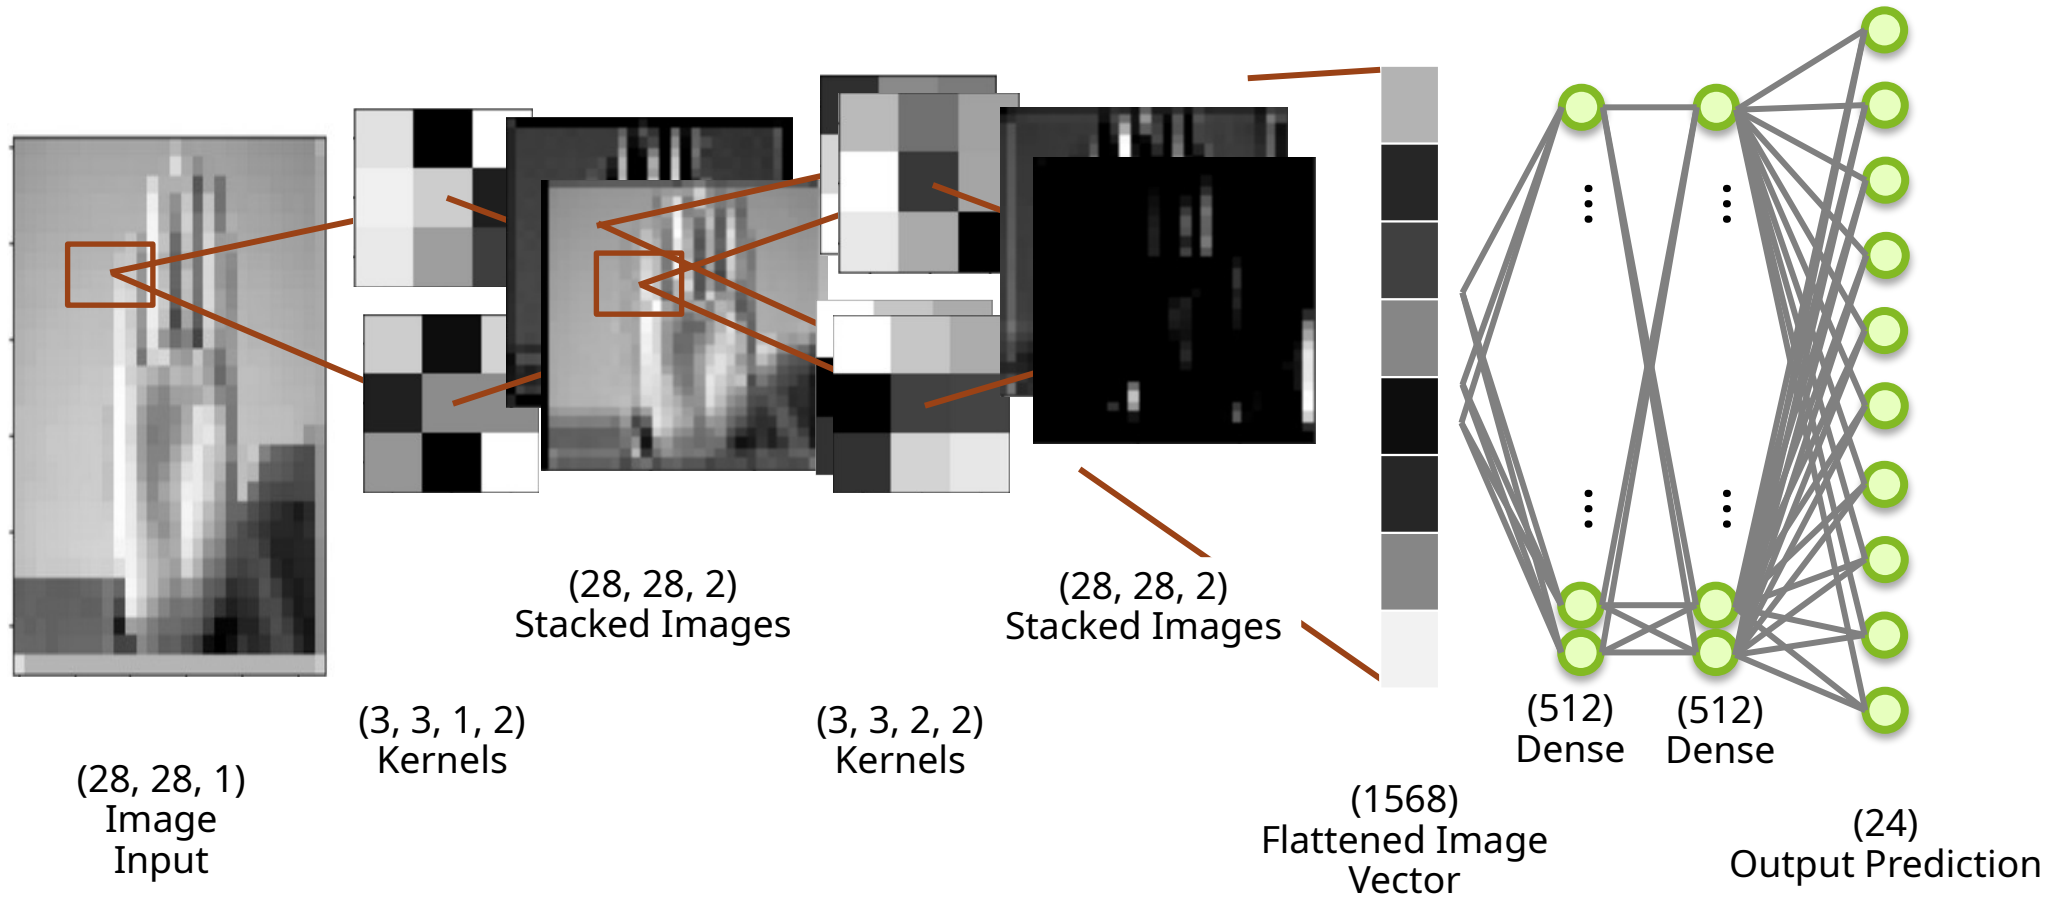 (28, 28, 1)
Image
Input
(3, 3, 1, 2)
Kernels
(28, 28, 2)
Stacked Images
(3, 3, 2, 2)
Kernels
(28, 28, 2)
Stacked Images
(1568)
Flattened Image
Vector
(512)
Dense
(512)
Dense
(24)
Output Prediction